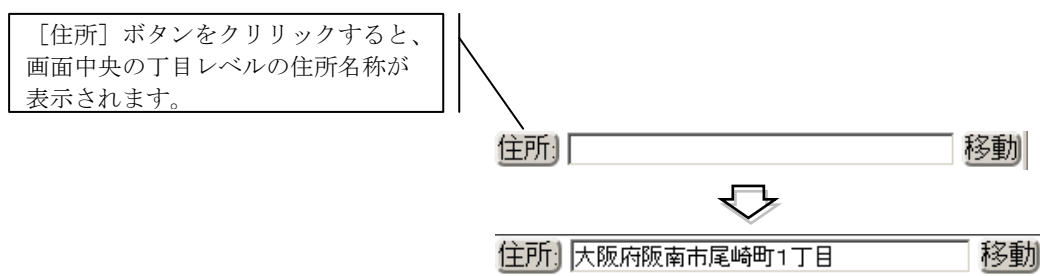 ［住所］ボタンをクリリックすると、
画面中央の丁目レベルの住所名称が
表示されます。
住所:
移動
住所: 大阪府阪南市尾崎町1丁目 移動